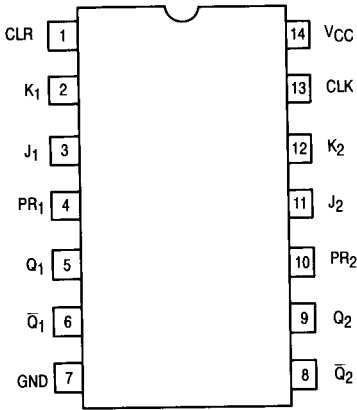 CLR 1 14 VCC
K1 2 13 CLK
J1 3 12 K2
PR1 4 11 J2
Q1 5 10 PR2
Q̅1 6 9 Q2
GND 7 8 Q̅2